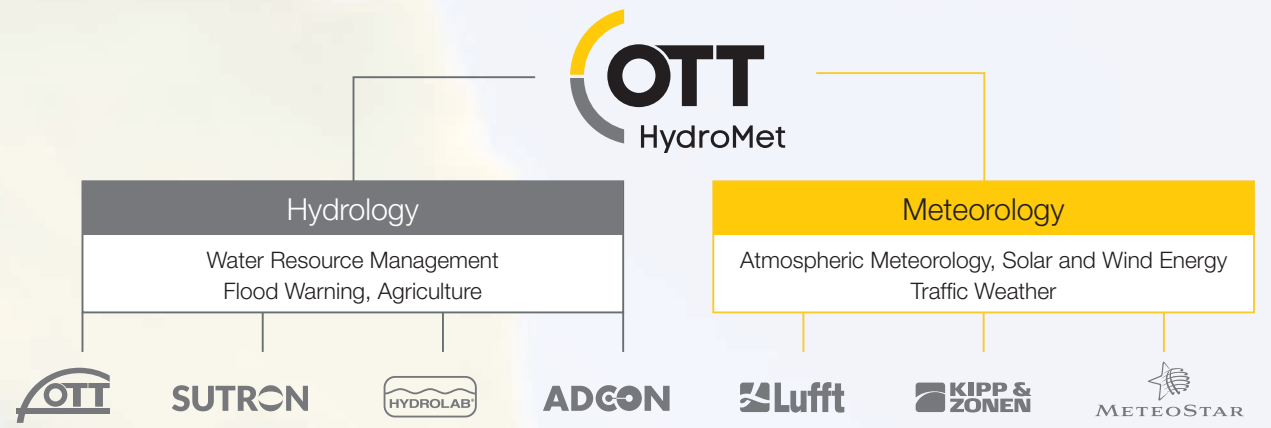 OTT
HydroMet
Hydrology
Water Resource Management
Flood Warning, Agriculture
Meteorology
Atmospheric Meteorology, Solar and Wind Energy
Traffic Weather
OTT
SUTRON
HYDROLAB®
ADCON
Lufft
KIPP &
ZONEN
METEOSTAR